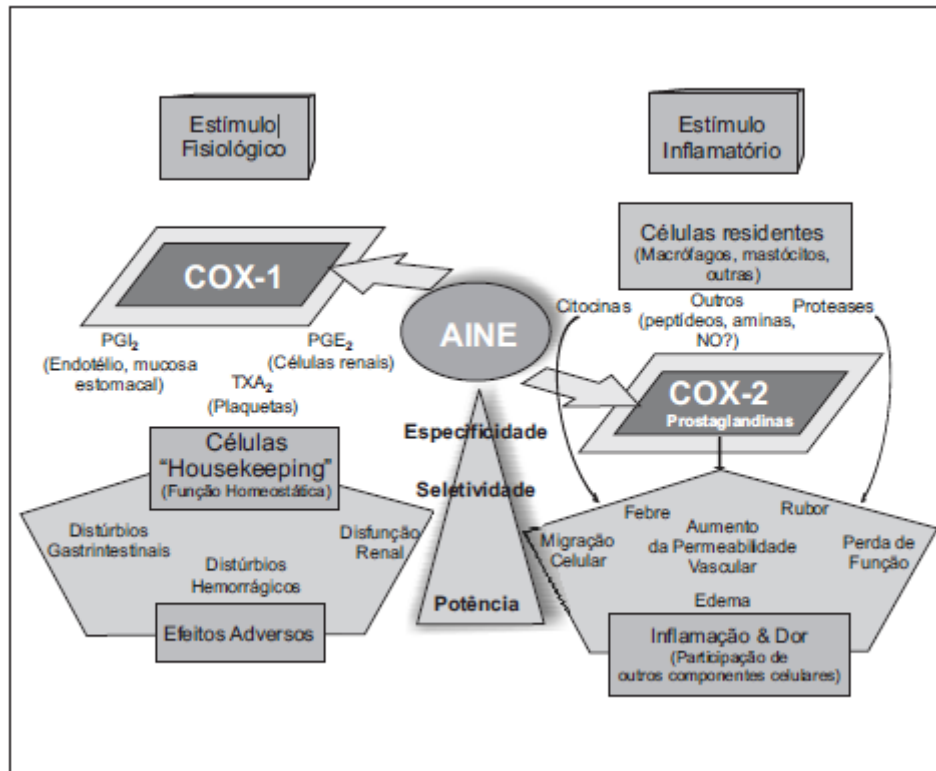 Estímulo|
Fisiológico
Estímulo
Inflamatório
COX-1
PGI₂
(Endotélio, mucosa
estomacal)
PGE₂
(Células renais)
TXA₂
(Plaquetas)
Células
“Housekeeping”
(Função Homeostática)
Distúrbios
Gastrintestinais
Distúrbios
Hemorrágicos
Disfunção
Renal
Efeitos Adversos
AINE
Especificidade
Seletividade
Potência
Células residentes
(Macrófagos, mastócitos,
outras)
Citocinas
Outros
(peptídeos, aminas,
NO?)
Proteases
COX-2
Prostaglandinas
Febre
Rubor
Migração
Celular
Aumento
da Permeabilidade
Vascular
Perda de
Função
Edema
Inflamação & Dor
(Participação de
outros componentes celulares)